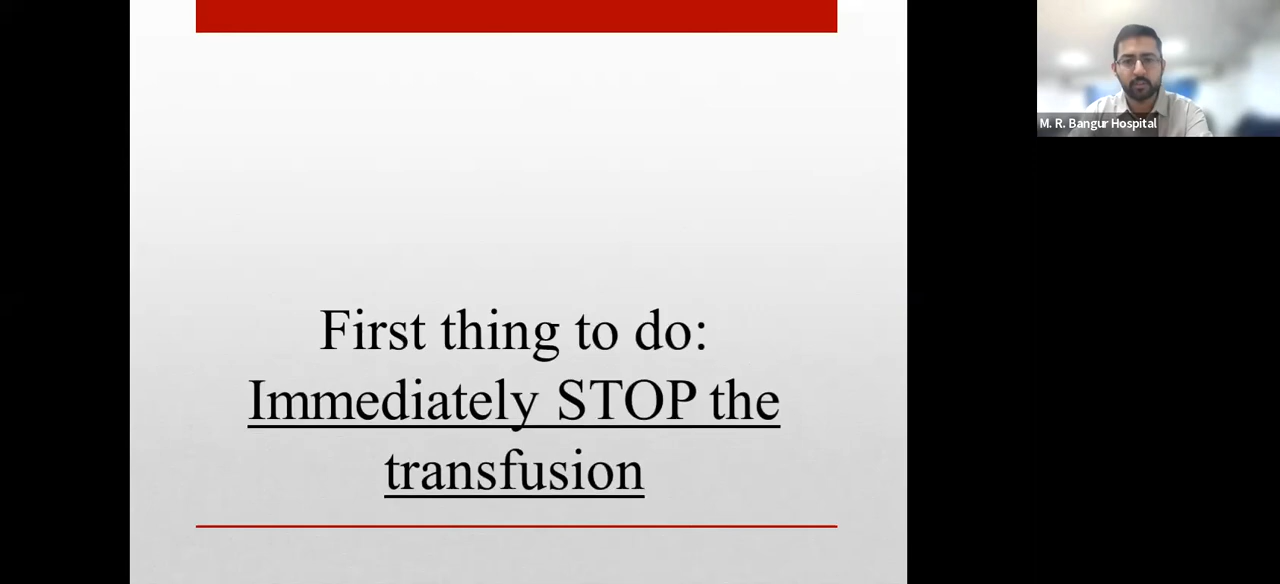 First thing to do:
Immediately STOP the
transfusion
M. R. Bangur Hospital